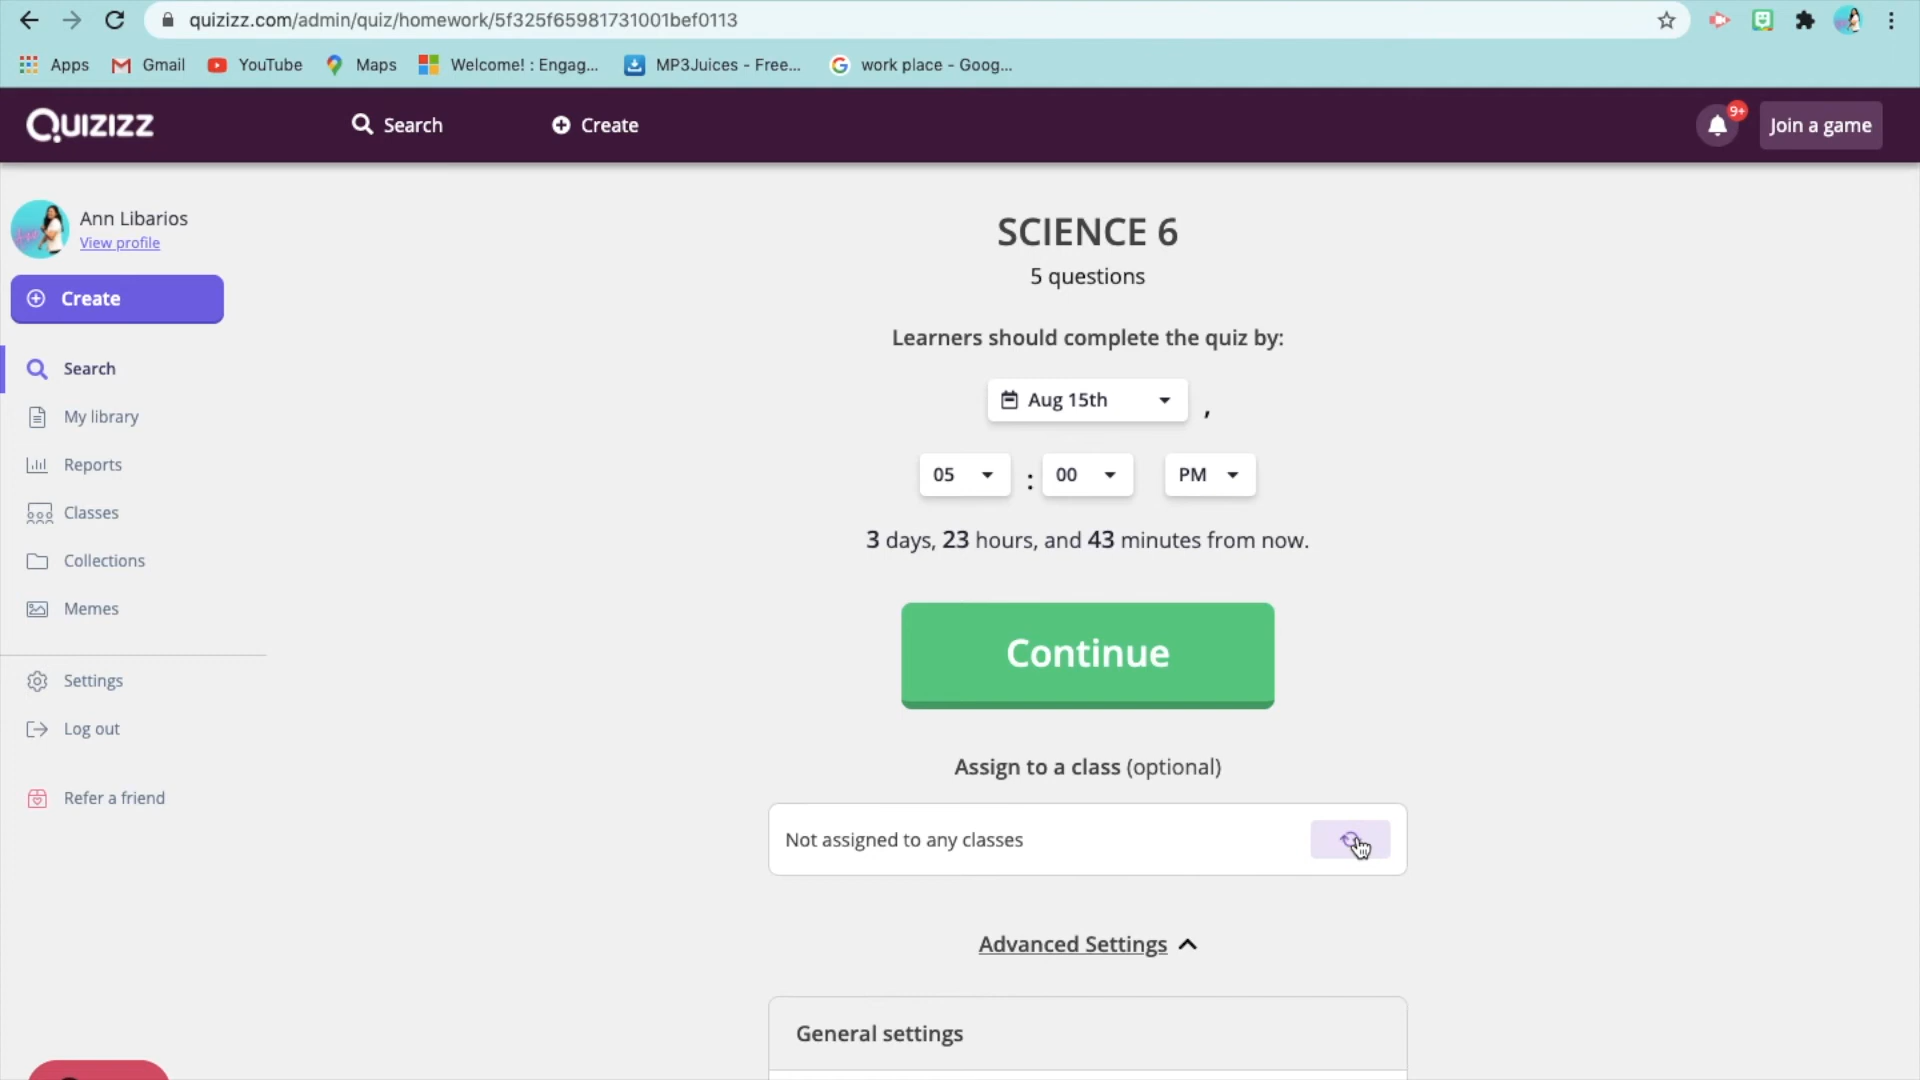 quizizz.com/admin/quiz/homework/5f325f65981731001bef0113
Apps Gmail YouTube Maps Welcome! : Engag... MP3Juices - Free... work place - Goog...
QUIZIZZ Search Create 9+ Join a game
Ann Libarios
View profile
Create
Search
My library
Reports
Classes
Collections
Memes
Settings
Log out
Refer a friend
SCIENCE 6
5 questions
Learners should complete the quiz by:
Aug 15th ,
05 : 00 PM
3 days, 23 hours, and 43 minutes from now.
Continue
Assign to a class (optional)
Not assigned to any classes
Advanced Settings
General settings